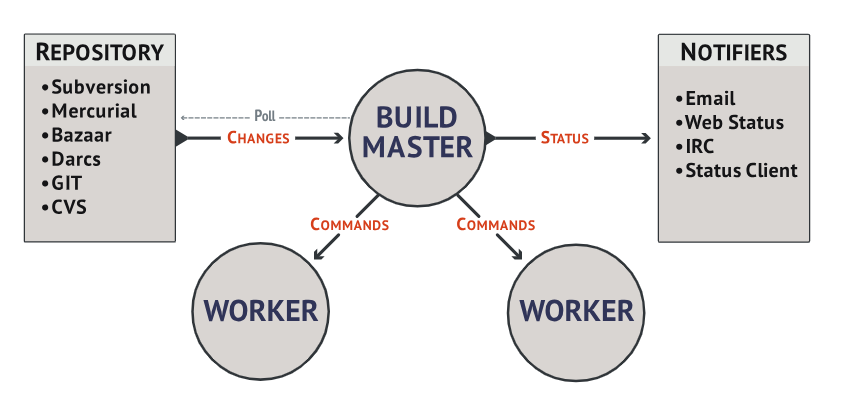 REPOSITORY
•Subversion
•Mercurial
•Bazaar
•Darcs
•GIT
•CVS
Poll
CHANGES
BUILD
MASTER
STATUS
NOTIFIERS
•Email
•Web Status
•IRC
•Status Client
COMMANDS
COMMANDS
WORKER
WORKER